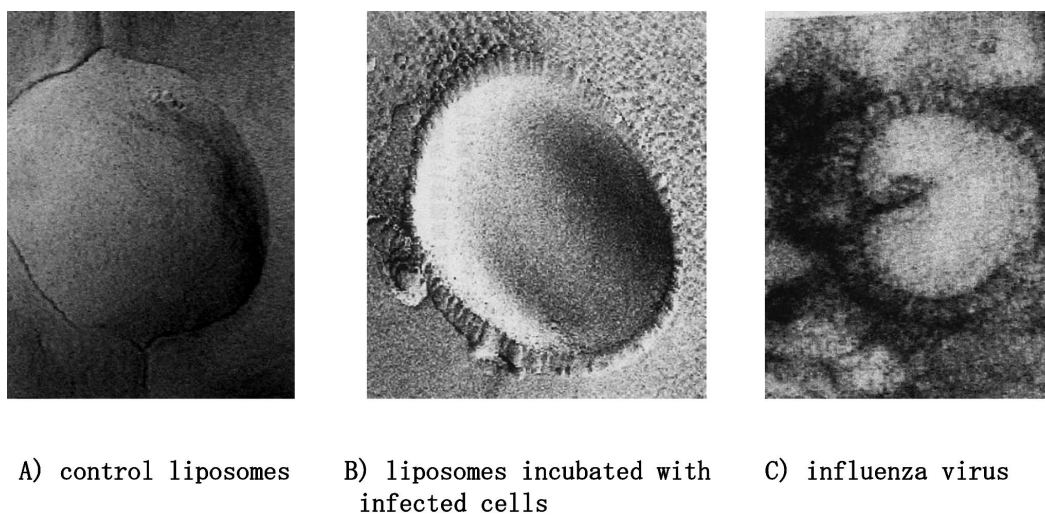 A) control liposomes
B) liposomes incubated with
infected cells
C) influenza virus